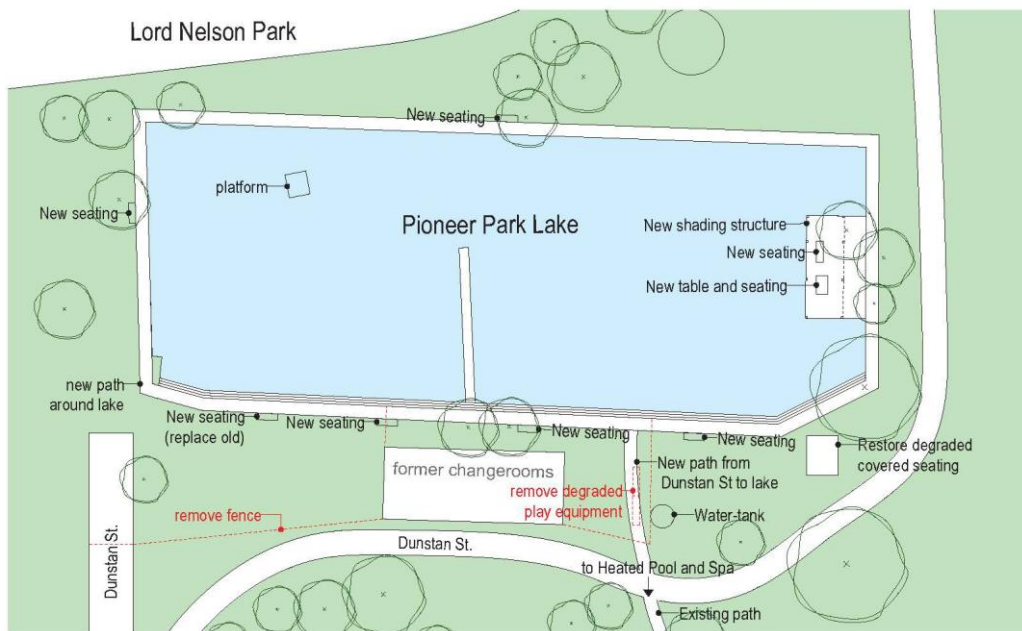 Lord Nelson Park
New seating
platform
New seating
Pioneer Park Lake
New shading structure
New seating
New table and seating
new path
around lake
New seating
(replace old)
New seating
New seating
New seating
Restore degraded
covered seating
former changerooms
New path from
Dunstan St to lake
remove degraded
play equipment
remove fence
Water-tank
Dunstan St.
Dunstan St.
to Heated Pool and Spa
Existing path